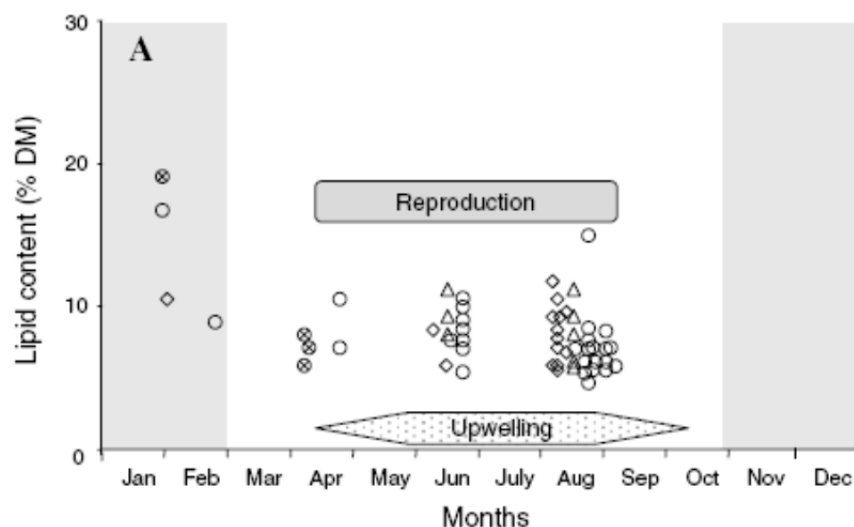 30
A
20
Reproduction
Lipid content (% DM)
10
Upwelling
0
Jan Feb Mar Apr May Jun July Aug Sep Oct Nov Dec
Months